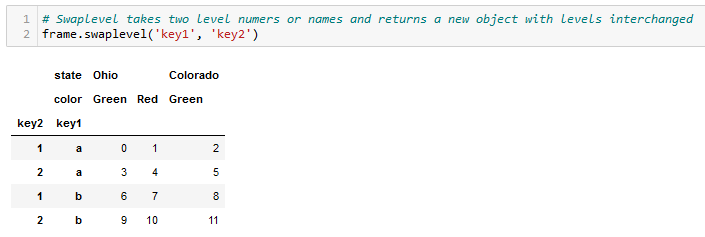 1 # Swaplevel takes two level numers or names and returns a new object with levels interchanged
2 frame.swaplevel('key1', 'key2')
state Ohio Colorado
color Green Red Green
key2 key1
1 a 0 1 2
2 a 3 4 5
1 b 6 7 8
2 b 9 10 11